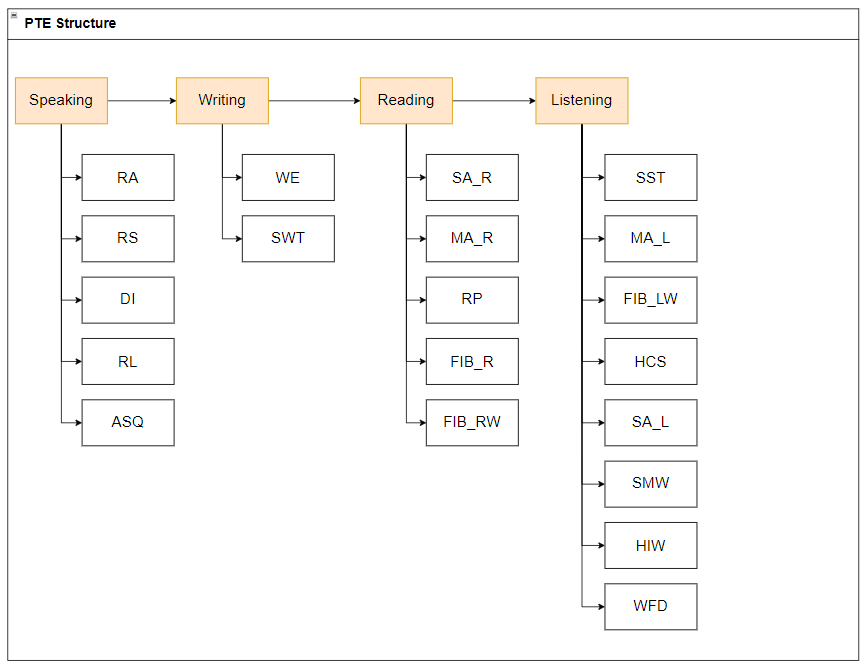 PTE Structure
Speaking
Writing
Reading
Listening
RA
WE
SA_R
SST
RS
SWT
MA_R
MA_L
DI
RP
FIB_LW
RL
FIB_R
HCS
ASQ
FIB_RW
SA_L
SMW
HIW
WFD